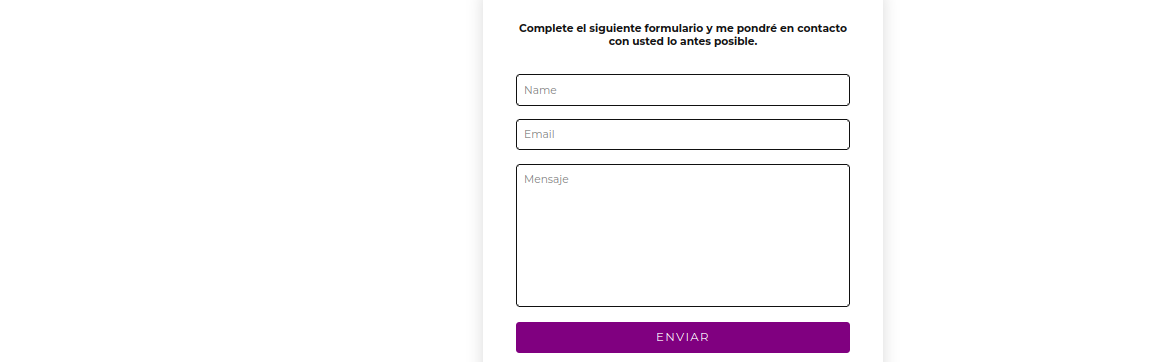 Complete el siguiente formulario y me pondré en contacto
con usted lo antes posible.
Name
Email
Mensaje
ENVIAR